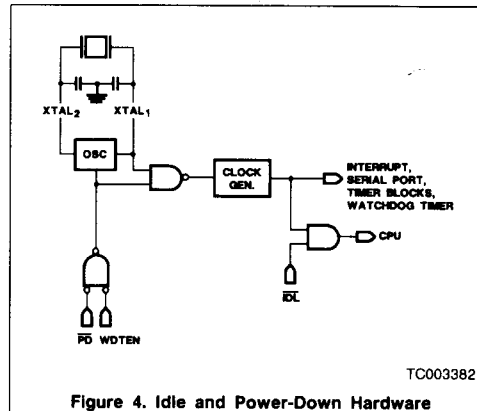 XTAL2 XTAL1
OSC
CLOCK
GEN.
INTERRUPT,
SERIAL PORT,
TIMER BLOCKS,
WATCHDOG TIMER
CPU
IDL
PD WDTEN
TC003382
Figure 4. Idle and Power-Down Hardware